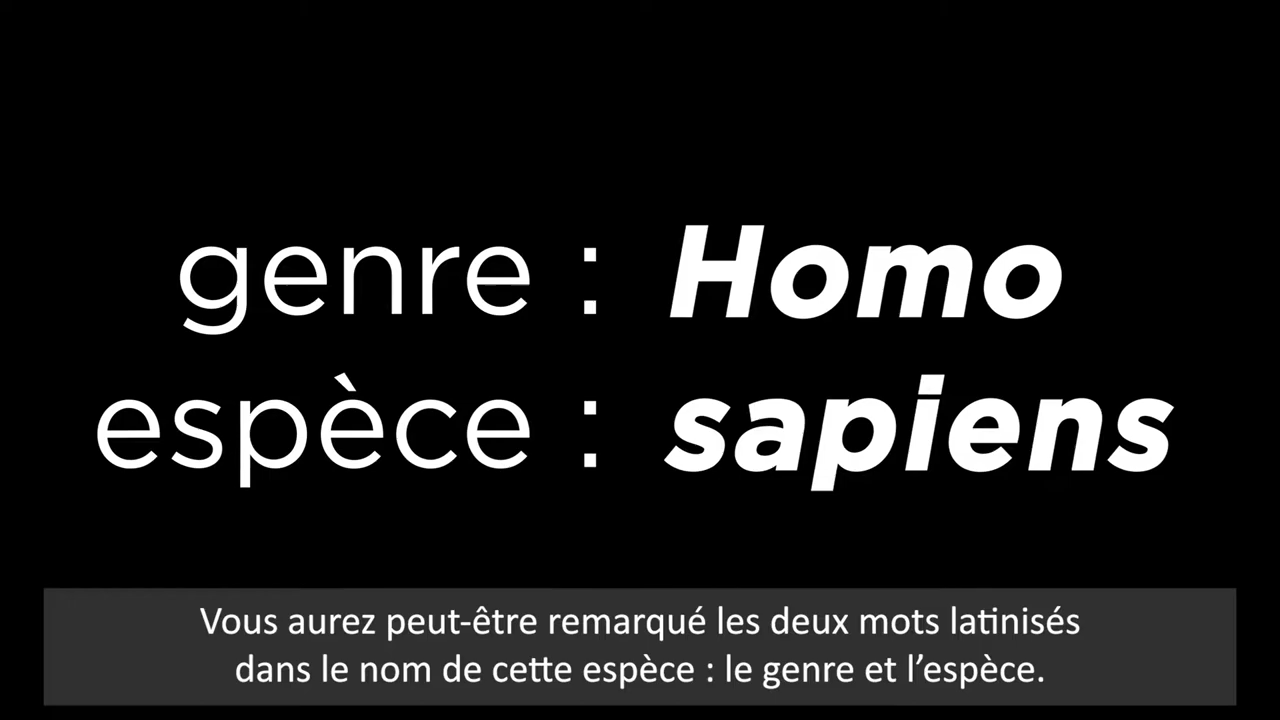 genre : Homo
espèce : sapiens
Vous aurez peut-être remarqué les deux mots latinisés
dans le nom de cette espèce : le genre et l’espèce.